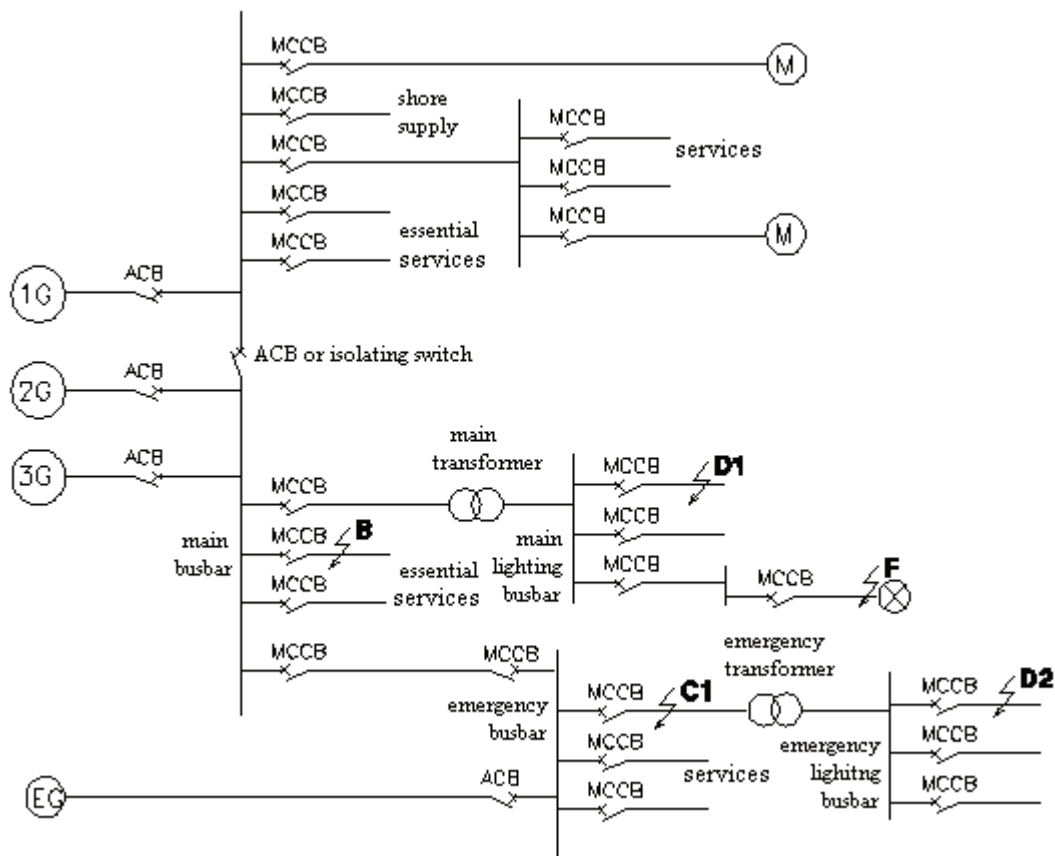 MCCB
M
MCCB
shore
supply
MCCB
MCCB
services
MCCB
MCCB
MCCB
essential
services
MCCB
M
MCCB
1G
ACB
ACB or isolating switch
2G
ACB
3G
ACB
main
transformer
MCCB
D1
MCCB
main
busbar
MCCB
B
MCCB
essential
services
MCCB
main
lighting
busbar
MCCB
MCCB
F
MCCB
MCCB
emergency
transformer
emergency
busbar
MCCB
C1
MCCB
D2
MCCB
services
MCCB
emergency
lighitng
busbar
MCCB
MCCB
EG
ACB